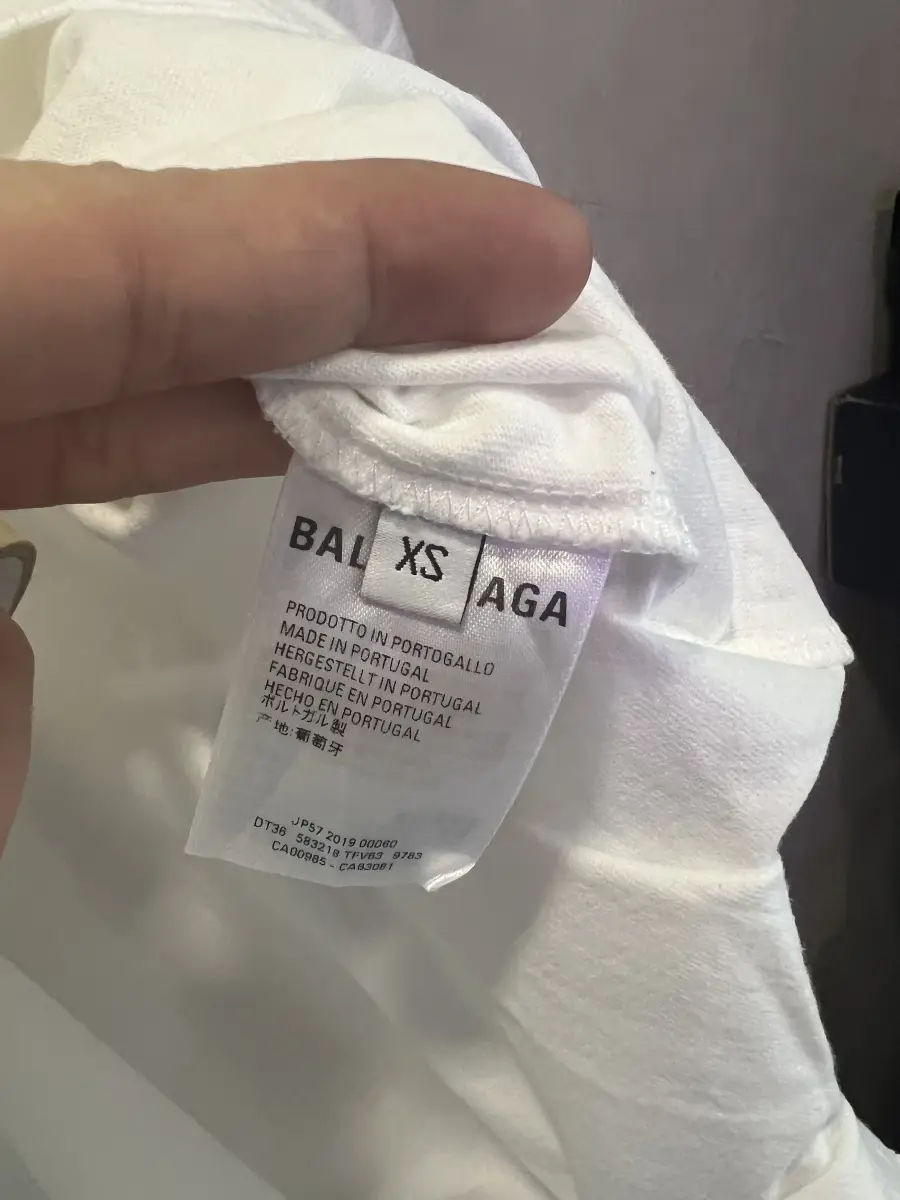 BAL
XS
AGA
PRODOTTO IN PORTOGALLO
MADE IN PORTUGAL
HERGESTELLT IN PORTUGAL
FABRIQUE EN PORTUGAL
HECHO EN PORTUGAL
ポルトガル製
产地:葡萄牙
JP57 2019 00060
DT36 583218 TFV63 9783
CA00985 - CA63081